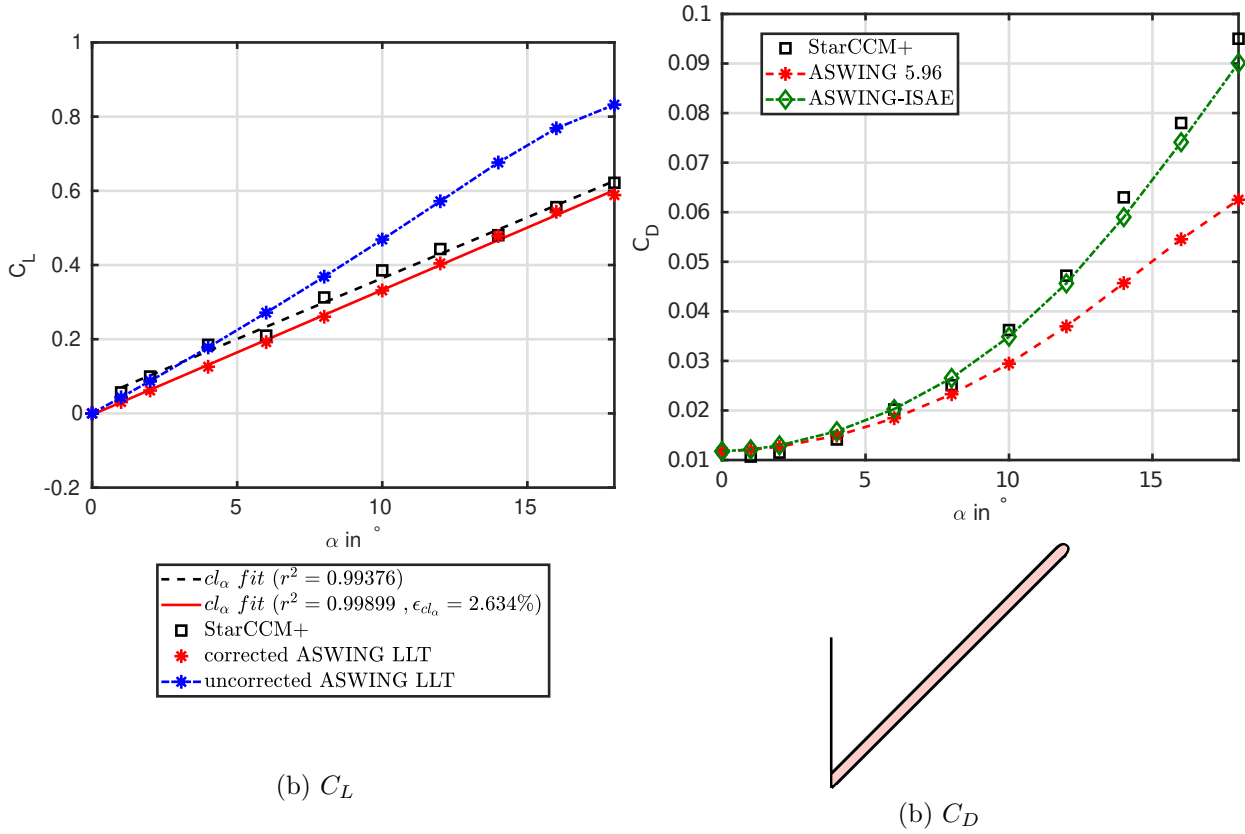 1
0.8
0.6
0.4
0.2
0
-0.2
C_L
0 5 10 15
α in °
cl_α fit (r² = 0.99376)
cl_α fit (r² = 0.99899 , ϵ_{cl_α} = 2.634%)
StarCCM+
corrected ASWING LLT
uncorrected ASWING LLT
(b) C_L
0.1
0.09
0.08
0.07
0.06
0.05
0.04
0.03
0.02
0.01
C_D
StarCCM+
ASWING 5.96
ASWING-ISAE
0 5 10 15
α in °
(b) C_D